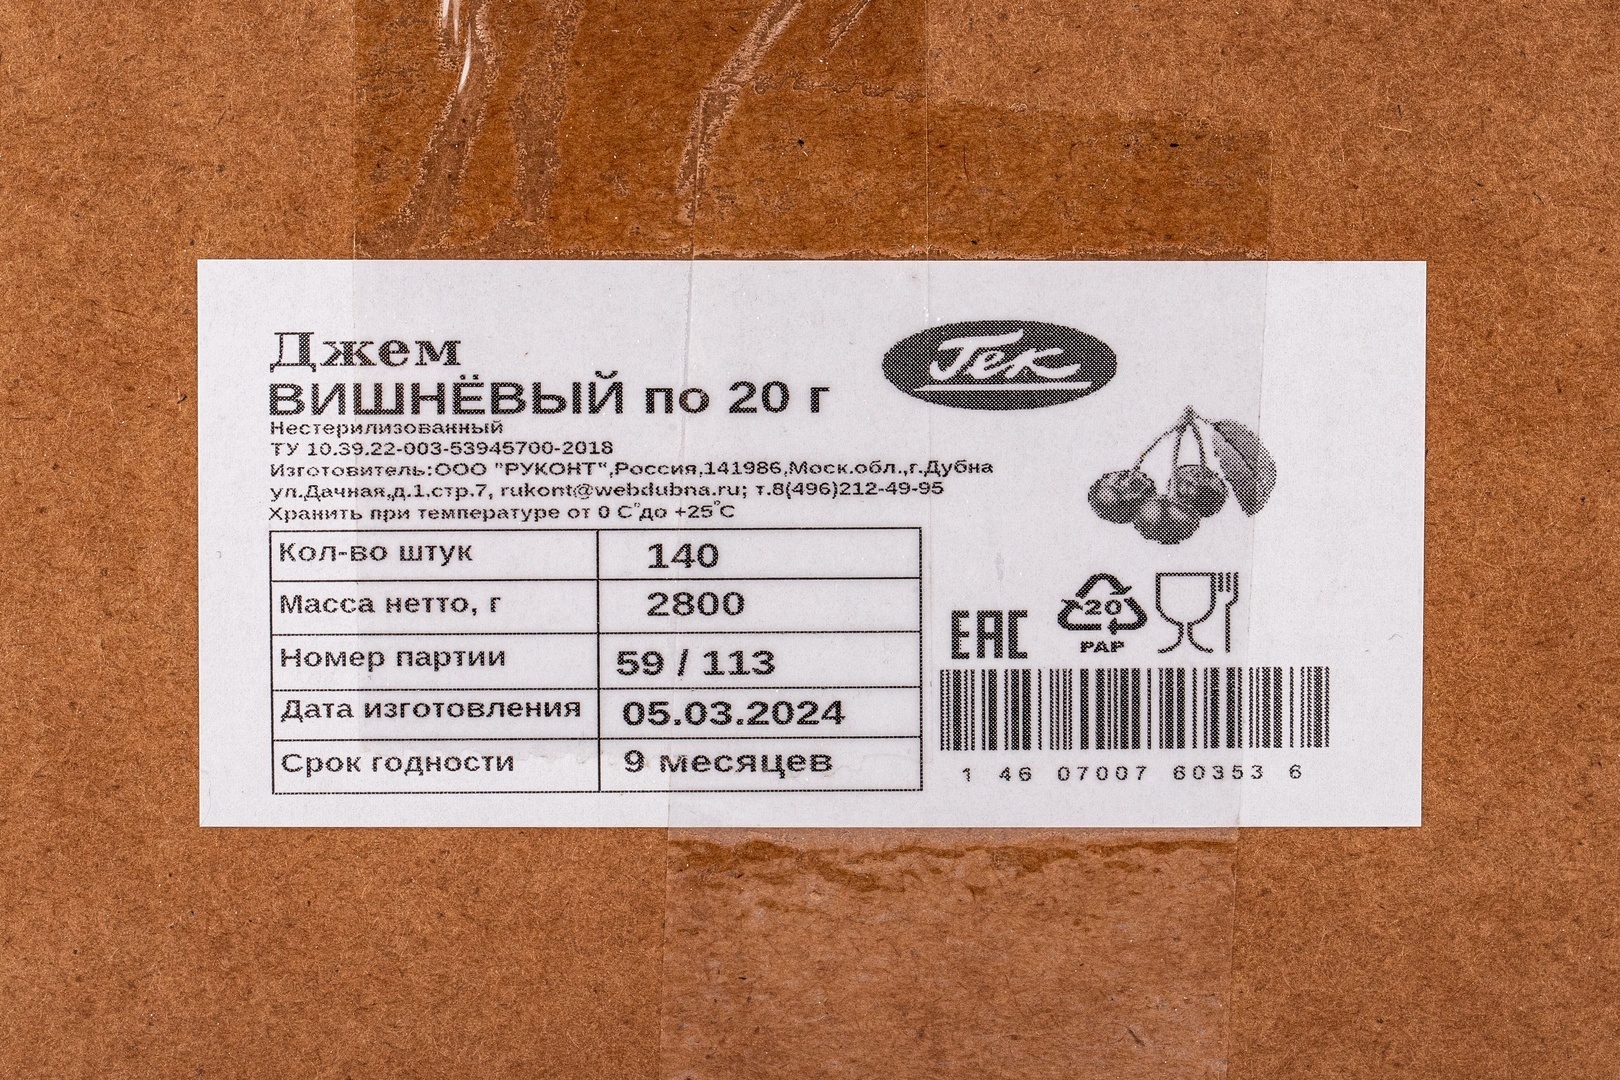 Джем
ВИШНЁВЫЙ по 20 г
Нестерилизованный
ТУ 10.39.22-003-53945700-2018
Изготовитель:ООО "РУКОНТ",Россия,141986,Моск.обл.,г.Дубна
ул.Дачная,д.1.стр.7, rukont@webdubna.ru; т.8(496)212-49-95
Хранить при температуре от 0 С°до +25°С
Кол-во штук 140
Масса нетто, г 2800
Номер партии 59 / 113
Дата изготовления 05.03.2024
Срок годности 9 месяцев
Гек
EAC
20
PAP
1 46 07007 60353 6